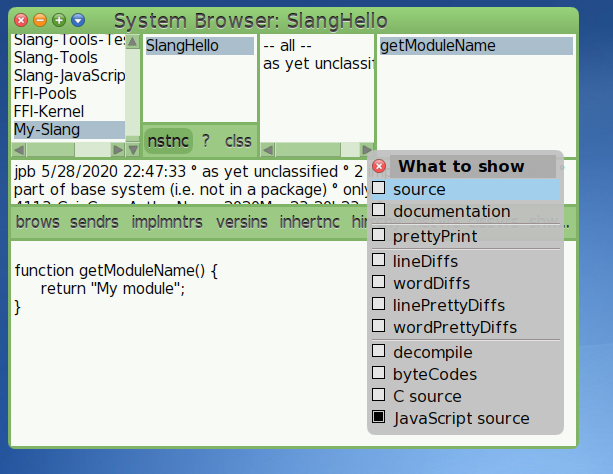 System Browser: SlangHello
Slang-Tools-Tes
Slang-Tools
Slang-JavaScrip
FFI-Pools
FFI-Kernel
My-Slang
SlangHello
nstnc ? clss
-- all --
as yet unclassif
getModuleName
jpb 5/28/2020 22:47:33 ° as yet unclassified ° 2
part of base system (i.e. not in a package) ° only
brows sendrs implmntrs versins inhertnc
function getModuleName() {
return "My module";
}
What to show
source
documentation
prettyPrint
lineDiffs
wordDiffs
linePrettyDiffs
wordPrettyDiffs
decompile
byteCodes
C source
JavaScript source